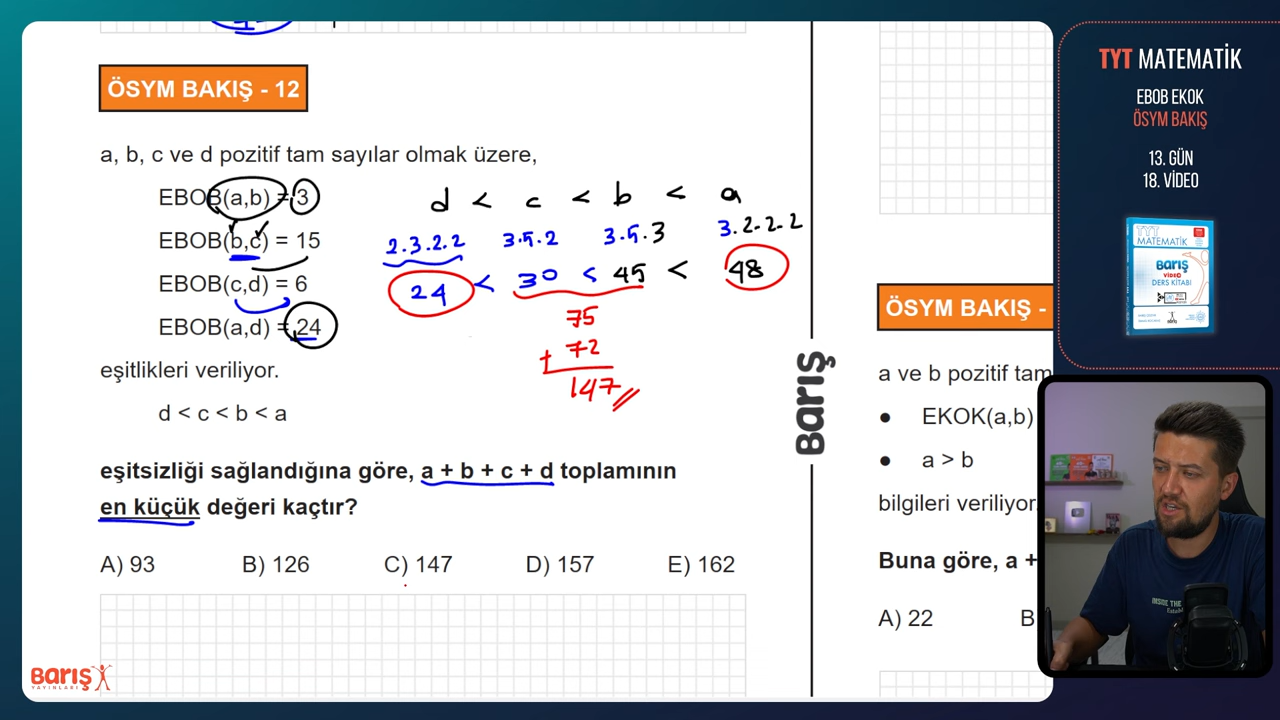 ÖSYM BAKIŞ - 12
a, b, c ve d pozitif tam sayılar olmak üzere,
EBOB(a,b) = 3
EBOB(b,c) = 15
EBOB(c,d) = 6
EBOB(a,d) = 24
eşitlikleri veriliyor.
d < c < b < a
eşitsizliği sağlandığına göre, a + b + c + d toplamının
en küçük değeri kaçtır?
A) 93 B) 126 C) 147 D) 157 E) 162
d < c < b < a
2.3.2.2 3.5.2 3.5.3 3.2.2.2
24 < 30 < 45 < 48
75
+ 72
147
BARIŞ
YAYINLARI
Barış
ÖSYM BAKIŞ -
a ve b pozitif tam
● EKOK(a,b)
● a > b
bilgileri veriliyor.
Buna göre, a +
A) 22 B
TYT MATEMATİK
EBOB EKOK
ÖSYM BAKIŞ
13. GÜN
18. VİDEO
TYT
MATEMATİK
BARIŞ
VİDEO
DERS KİTABI
INSIDE THE